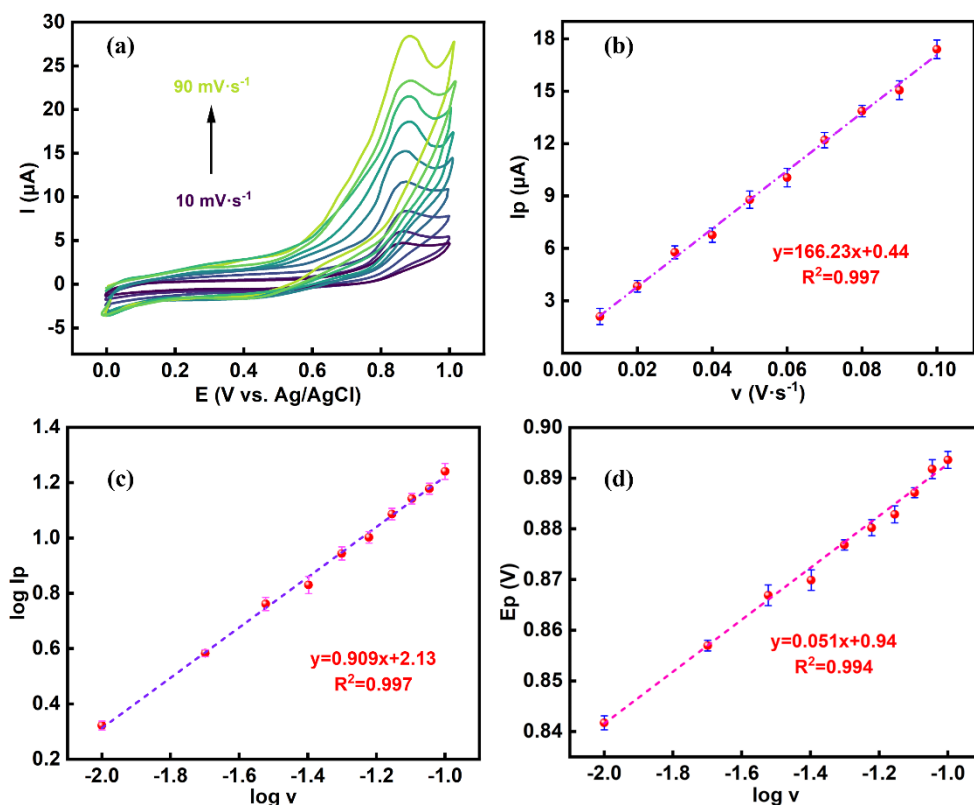 (a)
30
25
20
15
10
5
0
-5
I (µA)
90 mV·s⁻¹
10 mV·s⁻¹
0.0 0.2 0.4 0.6 0.8 1.0
E (V vs. Ag/AgCl)
(b)
18
15
12
9
6
3
Ip (µA)
y=166.23x+0.44
R²=0.997
0.00 0.02 0.04 0.06 0.08 0.10
v (V·s⁻¹)
(c)
1.4
1.2
1.0
0.8
0.6
0.4
0.2
log Ip
y=0.909x+2.13
R²=0.997
-2.0 -1.8 -1.6 -1.4 -1.2 -1.0
log v
(d)
0.90
0.89
0.88
0.87
0.86
0.85
0.84
Ep (V)
y=0.051x+0.94
R²=0.994
-2.0 -1.8 -1.6 -1.4 -1.2 -1.0
log v